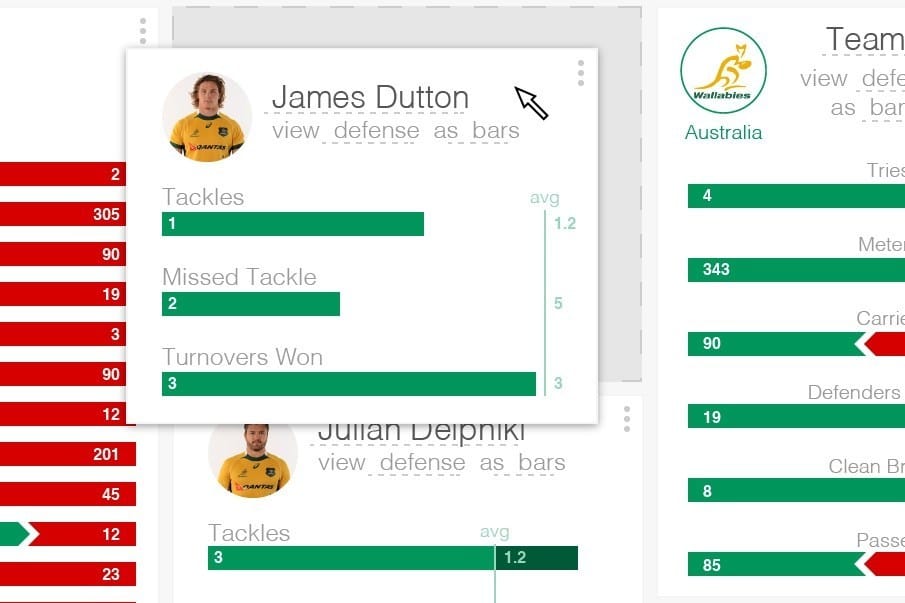 2
305
90
19
3
90
12
201
45
12
23
James Dutton
view defense as bars
Tackles
avg
1
1.2
Missed Tackle
2
5
Turnovers Won
3
3
QANTAS
Julian Delphiki
view defense as bars
QANTAS
Tackles
avg
3
1.2
Wallabies
Australia
Team
view defe
as bar
Tries
4
Meter
343
Carrie
90
Defenders
19
Clean Br
8
Passe
85